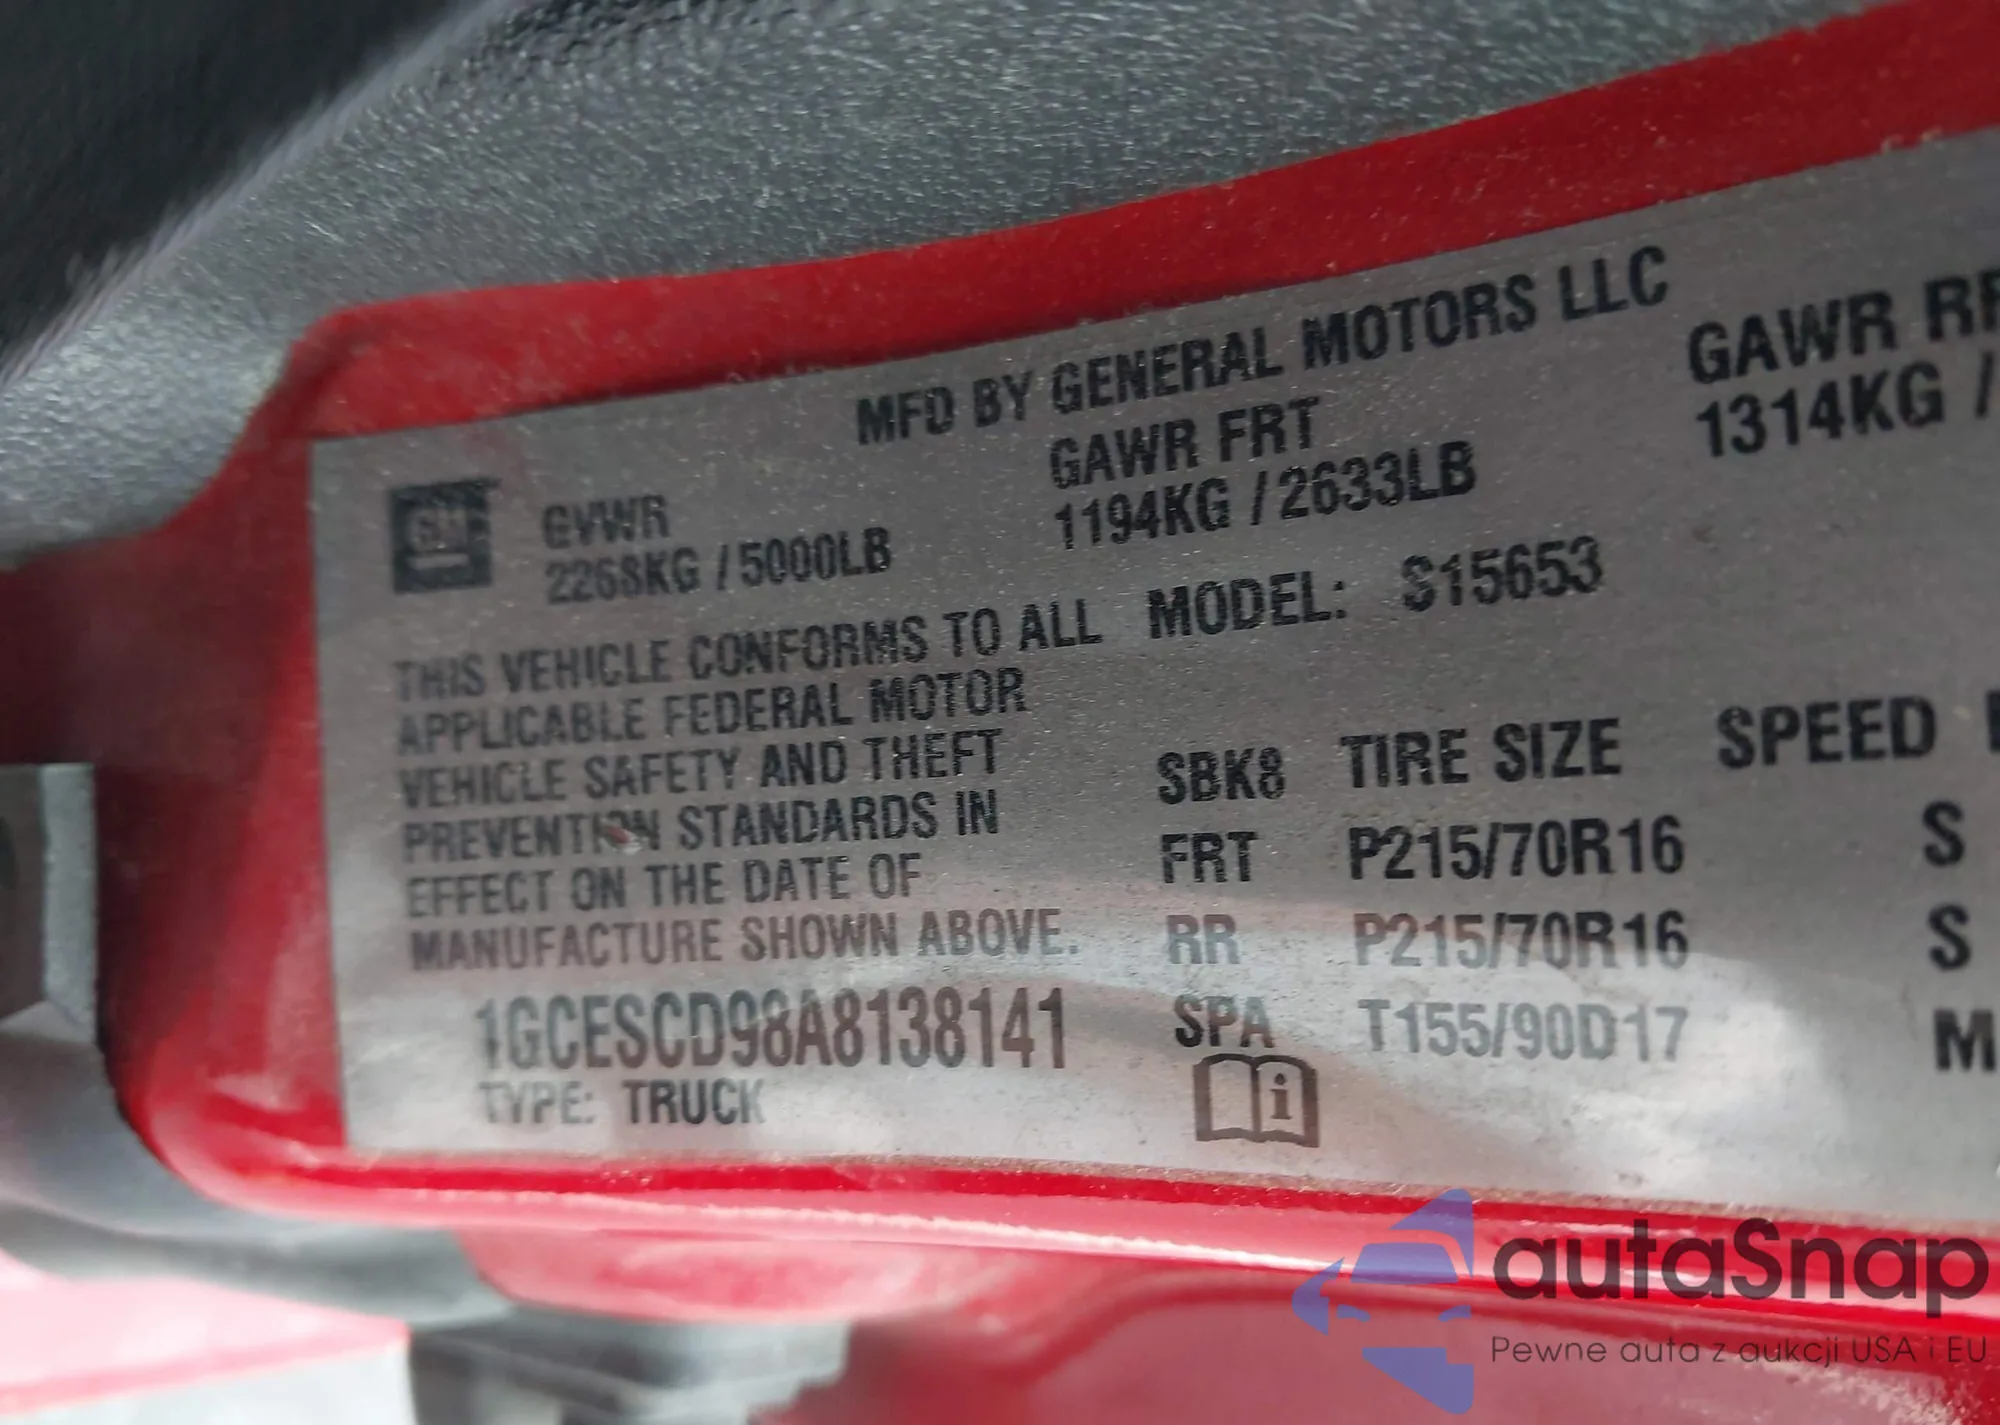 MFD BY GENERAL MOTORS LLC
GM
GVWR
2268KG / 5000LB
GAWR FRT
1194KG / 2633LB
GAWR RR
1314KG /
THIS VEHICLE CONFORMS TO ALL
APPLICABLE FEDERAL MOTOR
VEHICLE SAFETY AND THEFT
PREVENTION STANDARDS IN
EFFECT ON THE DATE OF
MANUFACTURE SHOWN ABOVE.
MODEL: S15653
SBK8 TIRE SIZE SPEED
FRT P215/70R16 S
RR P215/70R16 S
SPA T155/90D17 M
1GCESCD98A8138141
TYPE: TRUCK
i
autaSnap
Pewne auta z aukcji USA i EU